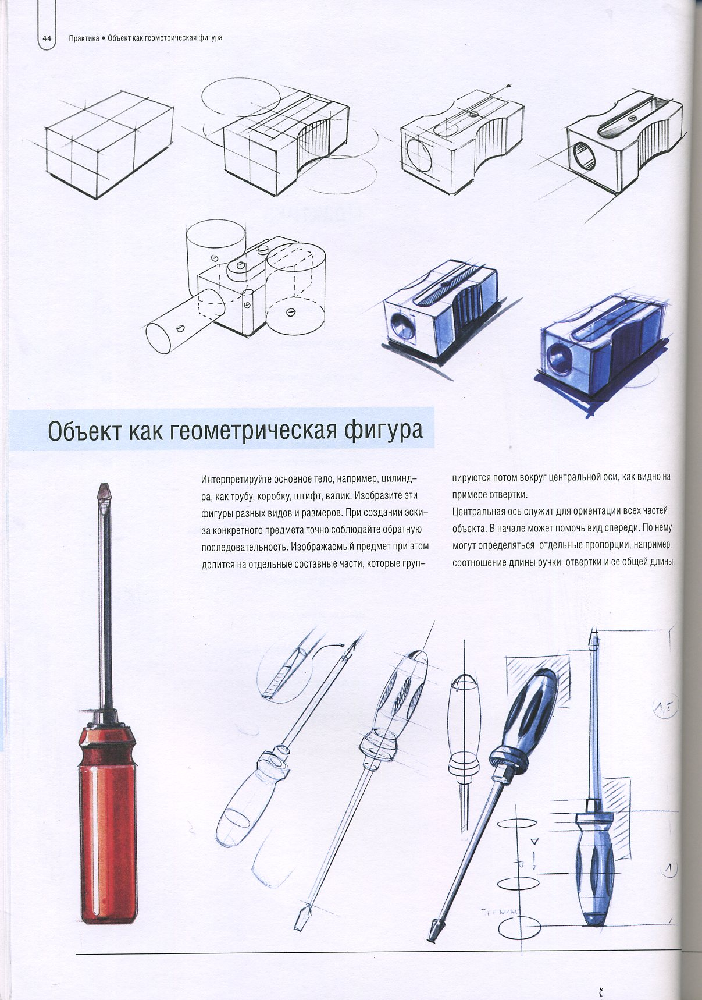 44
Практика • Объект как геометрическая фигура
Объект как геометрическая фигура
Интерпретируйте основное тело, например, цилинд–
ра, как трубу, коробку, штифт, валик. Изобразите эти
фигуры разных видов и размеров. При создании эски–
за конкретного предмета точно соблюдайте обратную
последовательность. Изображаемый предмет при этом
делится на отдельные составные части, которые груп–
пируются потом вокруг центральной оси, как видно на
примере отвертки.
Центральная ось служит для ориентации всех частей
объекта. В начале может помочь вид спереди. По нему
могут определяться отдельные пропорции, например,
соотношение длины ручки отвертки и ее общей длины.
1,5
1